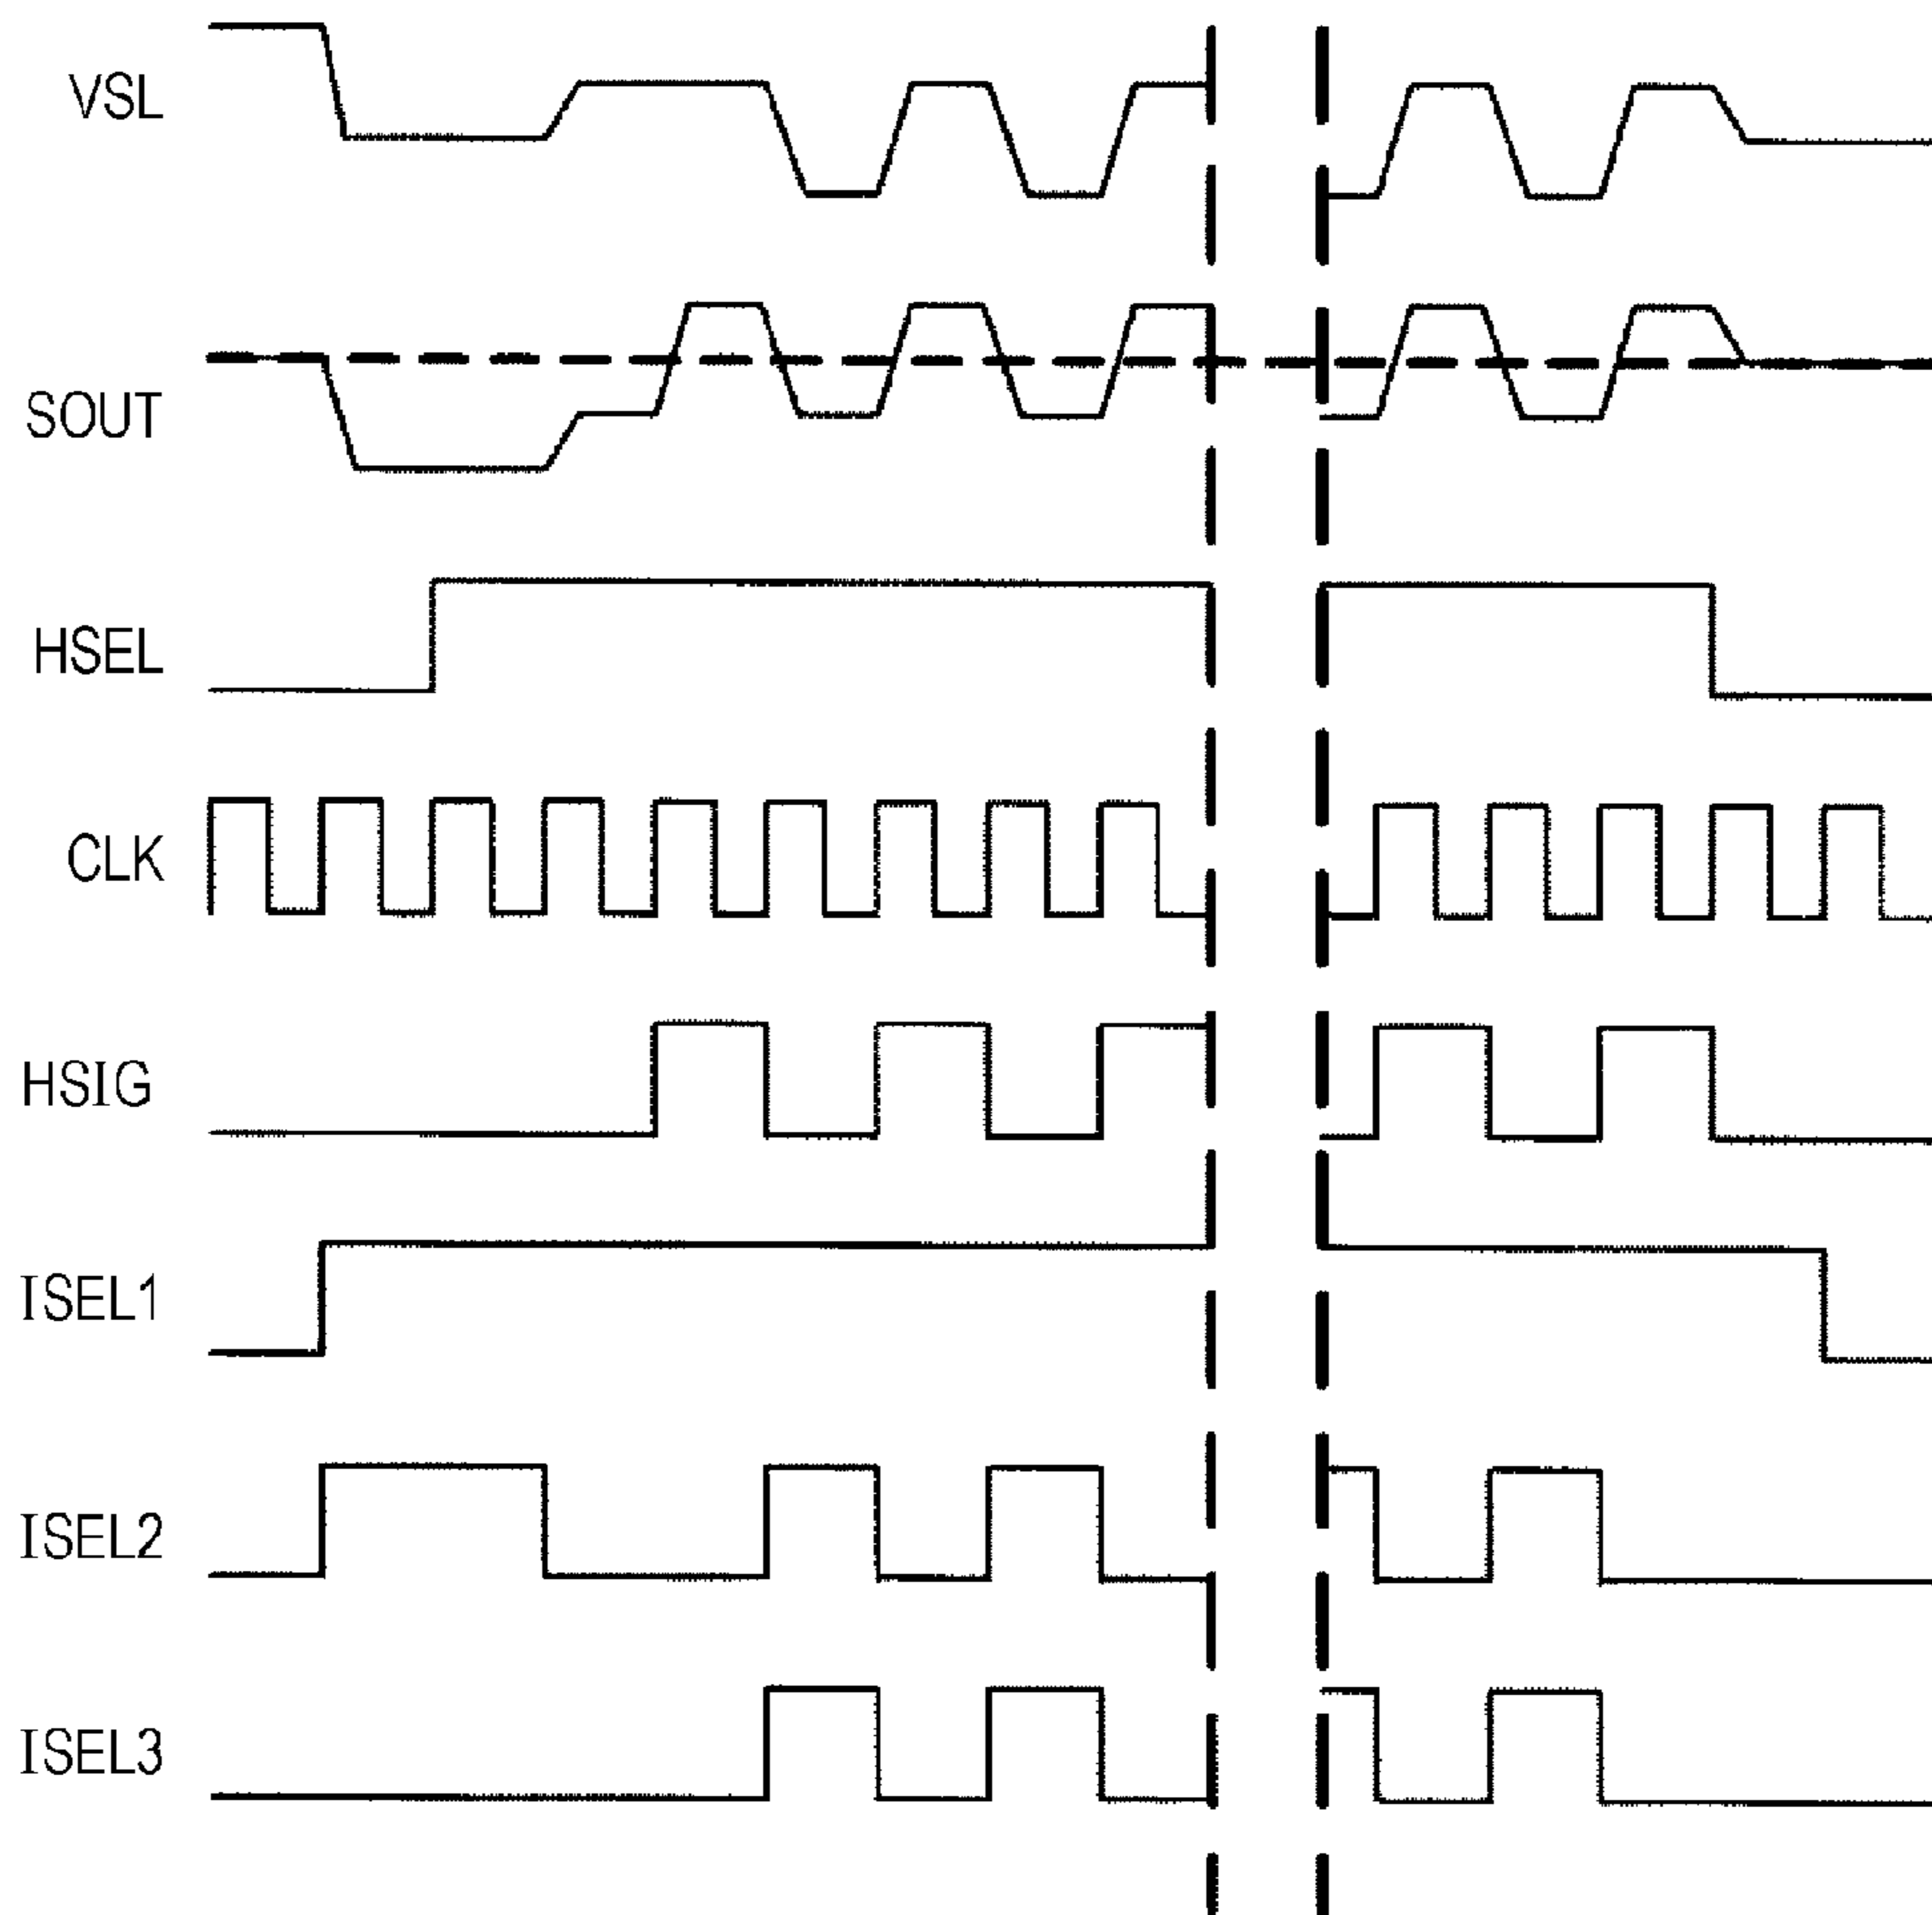 VSL
SOUT
HSEL
CLK
HSIG
ISEL1
ISEL2
ISEL3